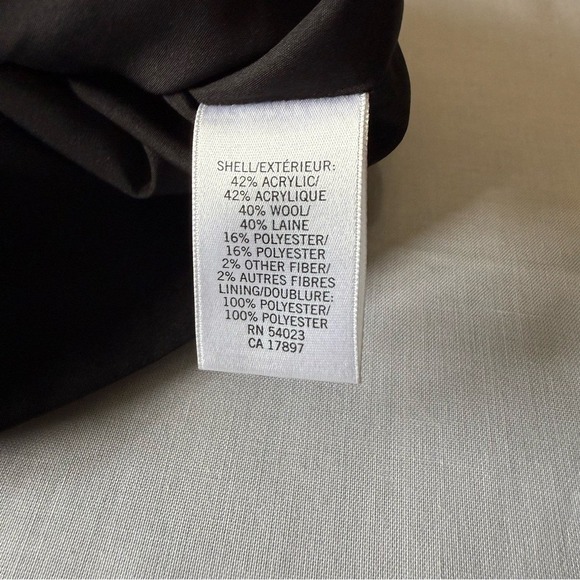 SHELL/EXTÉRIEUR:
42% ACRYLIC/
42% ACRYLIQUE
40% WOOL/
40% LAINE
16% POLYESTER/
16% POLYESTER
2% OTHER FIBER/
2% AUTRES FIBRES
LINING/DOUBLURE:
100% POLYESTER/
100% POLYESTER
RN 54023
CA 17897